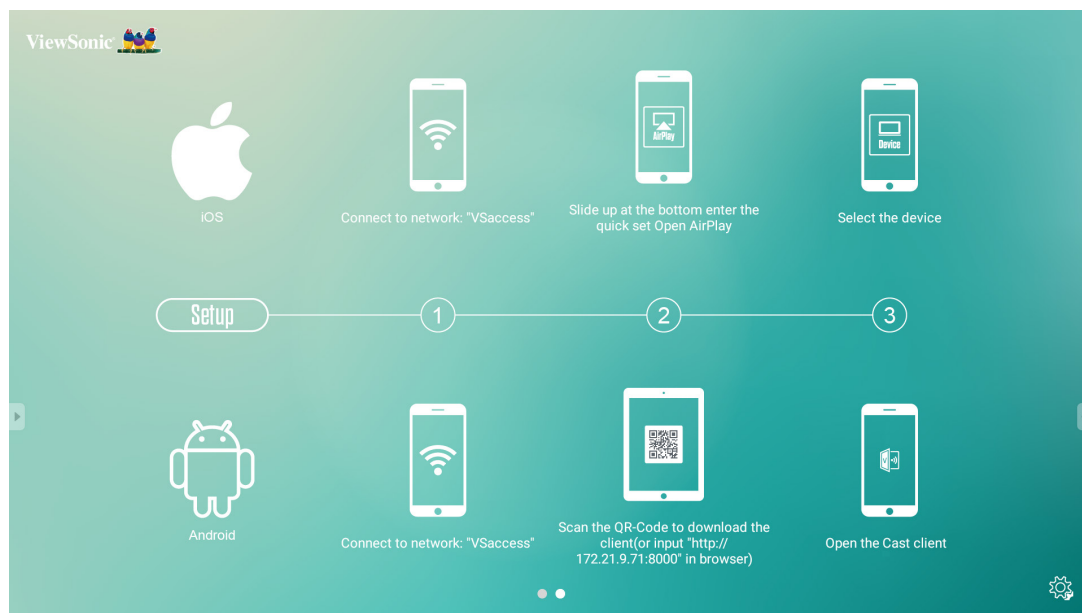 ViewSonic
AirPlay
Device
iOS
Connect to network: "VSaccess"
Slide up at the bottom enter the
quick set Open AirPlay
Select the device
Setup
1
2
3
Android
Connect to network: "VSaccess"
Scan the QR-Code to download the
client(or input "http://
172.21.9.71:8000" in browser)
Open the Cast client